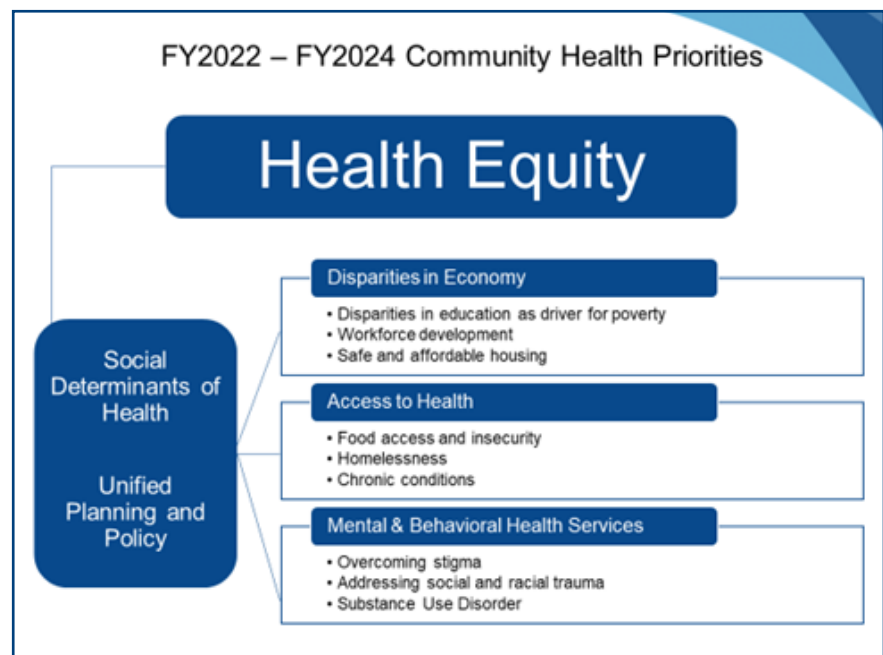 FY2022 – FY2024 Community Health Priorities
Health Equity
Social
Determinants of
Health
Unified
Planning and
Policy
Disparities in Economy
• Disparities in education as driver for poverty
• Workforce development
• Safe and affordable housing
Access to Health
• Food access and insecurity
• Homelessness
• Chronic conditions
Mental & Behavioral Health Services
• Overcoming stigma
• Addressing social and racial trauma
• Substance Use Disorder